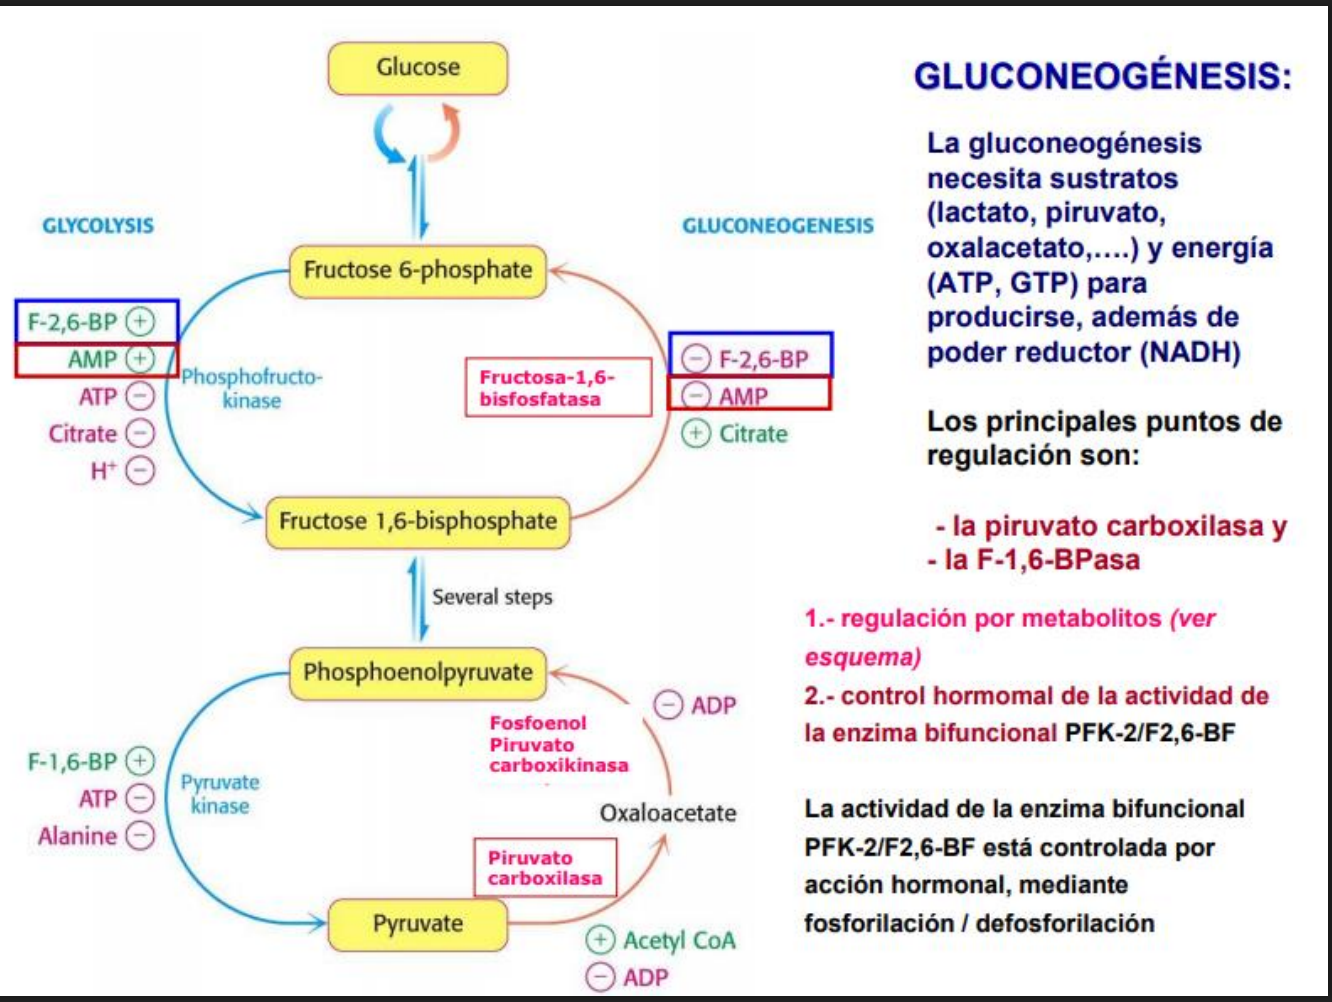 Glucose
GLYCOLYSIS
GLUCONEOGENESIS
Fructose 6-phosphate
F-2,6-BP +
AMP +
ATP −
Citrate −
H⁺ −
Phosphofructo-
kinase
Fructosa-1,6-
bisfosfatasa
− F-2,6-BP
− AMP
+ Citrate
Fructose 1,6-bisphosphate
Several steps
Phosphoenolpyruvate
F-1,6-BP +
ATP −
Alanine −
Pyruvate
kinase
Fosfoenol
Piruvato
carboxikinasa
− ADP
Oxaloacetate
Piruvato
carboxilasa
Pyruvate
+ Acetyl CoA
− ADP
GLUCONEOGÉNESIS:
La gluconeogénesis
necesita sustratos
(lactato, piruvato,
oxalacetato,....) y energía
(ATP, GTP) para
producirse, además de
poder reductor (NADH)
Los principales puntos de
regulación son:
- la piruvato carboxilasa y
- la F-1,6-BPasa
1.- regulación por metabolitos (ver
esquema)
2.- control hormomal de la actividad de
la enzima bifuncional PFK-2/F2,6-BF
La actividad de la enzima bifuncional
PFK-2/F2,6-BF está controlada por
acción hormonal, mediante
fosforilación / defosforilación